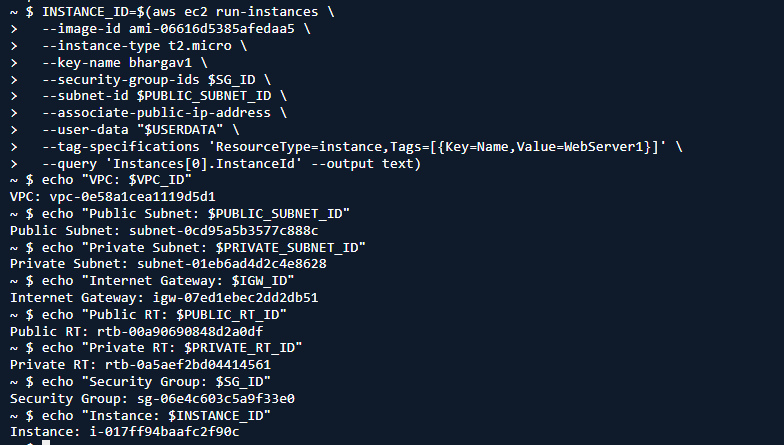 ~ $ INSTANCE_ID=$(aws ec2 run-instances \
>   --image-id ami-06616d5385afedaa5 \
>   --instance-type t2.micro \
>   --key-name bhargav1 \
>   --security-group-ids $SG_ID \
>   --subnet-id $PUBLIC_SUBNET_ID \
>   --associate-public-ip-address \
>   --user-data "$USERDATA" \
>   --tag-specifications 'ResourceType=instance,Tags=[{Key=Name,Value=WebServer1}]' \
>   --query 'Instances[0].InstanceId' --output text)
~ $ echo "VPC: $VPC_ID"
VPC: vpc-0e58a1cea1119d5d1
~ $ echo "Public Subnet: $PUBLIC_SUBNET_ID"
Public Subnet: subnet-0cd95a5b3577c888c
~ $ echo "Private Subnet: $PRIVATE_SUBNET_ID"
Private Subnet: subnet-01eb6ad4d2c4e8628
~ $ echo "Internet Gateway: $IGW_ID"
Internet Gateway: igw-07ed1ebec2dd2db51
~ $ echo "Public RT: $PUBLIC_RT_ID"
Public RT: rtb-00a90690848d2a0df
~ $ echo "Private RT: $PRIVATE_RT_ID"
Private RT: rtb-0a5aef2bd04414561
~ $ echo "Security Group: $SG_ID"
Security Group: sg-06e4c603c5a9f33e0
~ $ echo "Instance: $INSTANCE_ID"
Instance: i-017ff94baafc2f90c
~ $